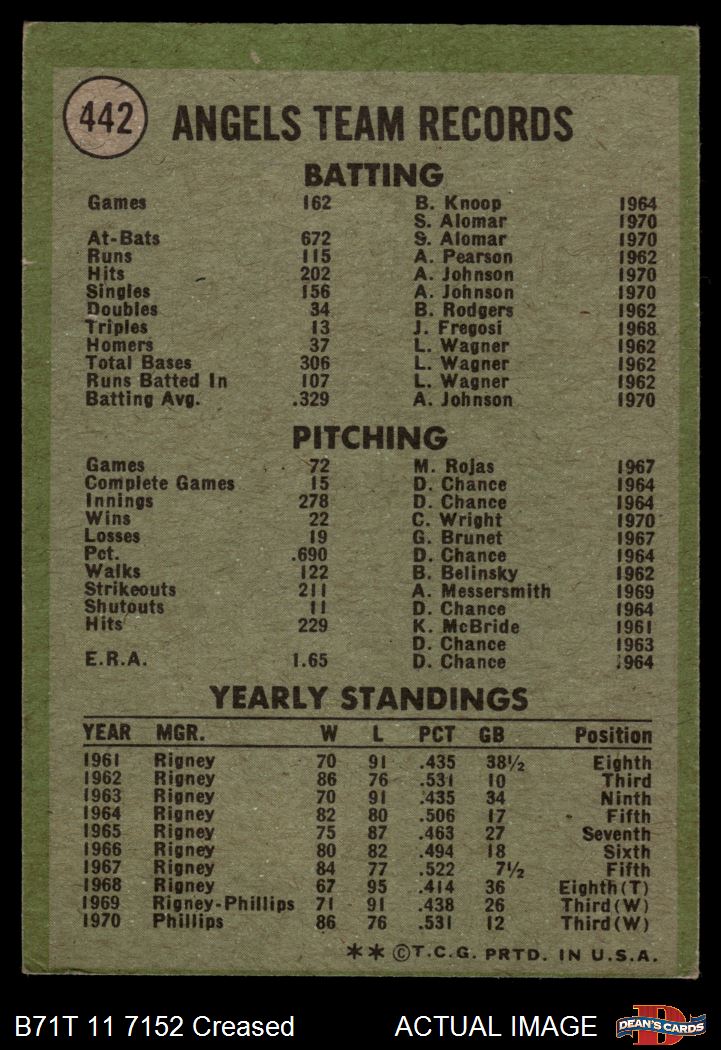 442 ANGELS TEAM RECORDS
BATTING
Games 162 B. Knoop 1964
S. Alomar 1970
At-Bats 672 S. Alomar 1970
Runs 115 A. Pearson 1962
Hits 202 A. Johnson 1970
Singles 156 A. Johnson 1970
Doubles 34 B. Rodgers 1962
Triples 13 J. Fregosi 1968
Homers 37 L. Wagner 1962
Total Bases 306 L. Wagner 1962
Runs Batted In 107 L. Wagner 1962
Batting Avg. .329 A. Johnson 1970
PITCHING
Games 72 M. Rojas 1967
Complete Games 15 D. Chance 1964
Innings 278 D. Chance 1964
Wins 22 C. Wright 1970
Losses 19 G. Brunet 1967
Pct. .690 D. Chance 1964
Walks 122 B. Belinsky 1962
Strikeouts 211 A. Messersmith 1969
Shutouts 11 D. Chance 1964
Hits 229 K. McBride 1961
D. Chance 1963
E.R.A. 1.65 D. Chance 1964
YEARLY STANDINGS
YEAR MGR. W L PCT GB Position
1961 Rigney 70 91 .435 38½ Eighth
1962 Rigney 86 76 .531 10 Third
1963 Rigney 70 91 .435 34 Ninth
1964 Rigney 82 80 .506 17 Fifth
1965 Rigney 75 87 .463 27 Seventh
1966 Rigney 80 82 .494 18 Sixth
1967 Rigney 84 77 .522 7½ Fifth
1968 Rigney 67 95 .414 36 Eighth(T)
1969 Rigney-Phillips 71 91 .438 26 Third(W)
1970 Phillips 86 76 .531 12 Third(W)
** ©T.C.G. PRTD. IN U.S.A.
B71T 11 7152 Creased ACTUAL IMAGE DEAN'S CARDS